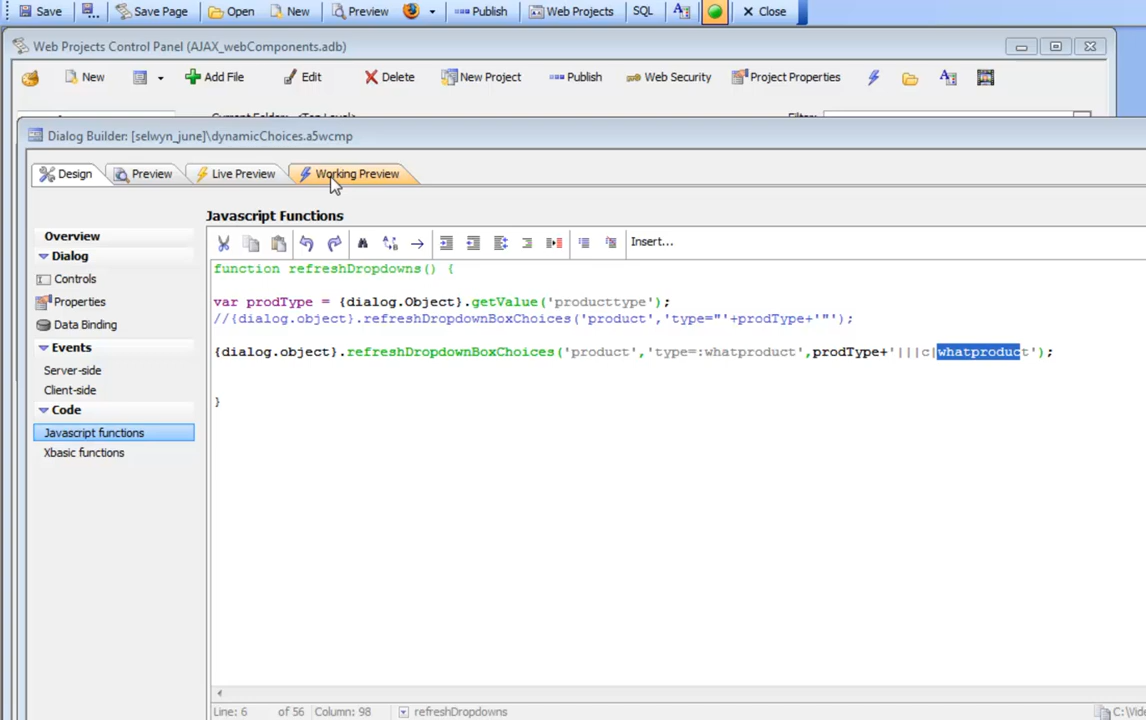 Save Save Page Open New Preview Publish Web Projects SQL Close
Web Projects Control Panel (AJAX_webComponents.adb)
New Add File Edit Delete New Project Publish Web Security Project Properties
Dialog Builder: [selwyn_june]\dynamicChoices.a5wcmp
Design Preview Live Preview Working Preview
Javascript Functions
Overview
Insert...
Dialog
function refreshDropdowns() {
Controls
Properties
var prodType = {dialog.Object}.getValue('producttype');
//{dialog.object}.refreshDropdownBoxChoices('product','type="'+prodType+'"');
Data Binding
Events
{dialog.object}.refreshDropdownBoxChoices('product','type=:whatproduct',prodType+'|||c|whatproduct');
Server-side
Client-side
}
Code
Javascript functions
Xbasic functions
Line: 6 of 56 Column: 98 refreshDropdowns